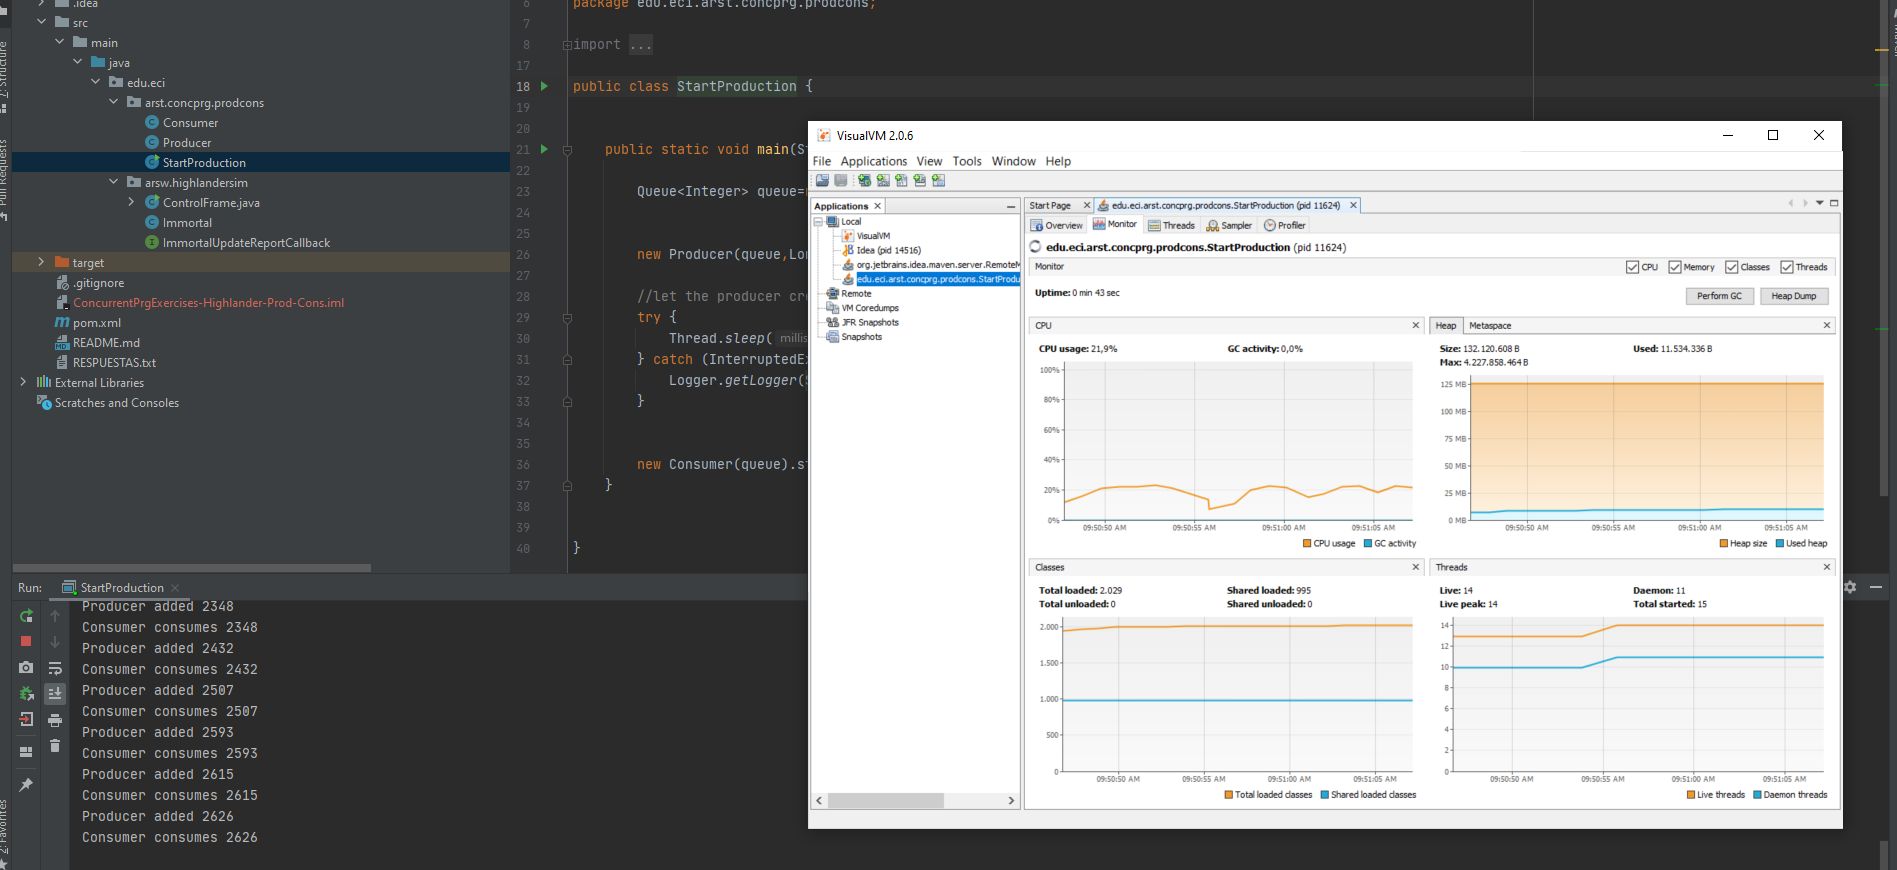 .idea
src
main
java
edu.eci
arst.concprg.prodcons
Consumer
Producer
StartProduction
arsw.highlandersim
ControlFrame.java
Immortal
ImmortalUpdateReportCallback
target
.gitignore
ConcurrentPrgExercises-Highlander-Prod-Cons.iml
pom.xml
README.md
RESPUESTAS.txt
External Libraries
Scratches and Consoles
Z: Structure
Pull Requests
2: Favorites
6 package edu.eci.arst.concprg.prodcons;
7
8 import ...
17
18 public class StartProduction {
19
20
21 public static void main(St
22
23 Queue<Integer> queue=
24
25
26 new Producer(queue,Lon
27
28 //let the producer cre
29 try {
30 Thread.sleep( millis
31 } catch (InterruptedEx
32 Logger.getLogger(S
33 }
34
35
36 new Consumer(queue).st
37 }
38
39
40 }
Run: StartProduction
Producer added 2348
Consumer consumes 2348
Producer added 2432
Consumer consumes 2432
Producer added 2507
Consumer consumes 2507
Producer added 2593
Consumer consumes 2593
Producer added 2615
Consumer consumes 2615
Producer added 2626
Consumer consumes 2626
VisualVM 2.0.6
File Applications View Tools Window Help
Applications
Local
VisualVM
Idea (pid 14516)
org.jetbrains.idea.maven.server.RemoteM
edu.eci.arst.concprg.prodcons.StartProdu
Remote
VM Coredumps
JFR Snapshots
Snapshots
Start Page edu.eci.arst.concprg.prodcons.StartProduction (pid 11624)
Overview Monitor Threads Sampler Profiler
edu.eci.arst.concprg.prodcons.StartProduction (pid 11624)
Monitor CPU Memory Classes Threads
Uptime: 0 min 43 sec
Perform GC Heap Dump
CPU
CPU usage: 21,9% GC activity: 0,0%
100%
80%
60%
40%
20%
0%
09:50:50 AM 09:50:55 AM 09:51:00 AM 09:51:05 AM
CPU usage GC activity
Heap Metaspace
Size: 132.120.608 B Used: 11.534.336 B
Max: 4.227.858.464 B
125 MB
100 MB
75 MB
50 MB
25 MB
0 MB
09:50:50 AM 09:50:55 AM 09:51:00 AM 09:51:05 AM
Heap size Used heap
Classes
Total loaded: 2.029 Shared loaded: 995
Total unloaded: 0 Shared unloaded: 0
2.000
1.500
1.000
500
0
09:50:50 AM 09:50:55 AM 09:51:00 AM 09:51:05 AM
Total loaded classes Shared loaded classes
Threads
Live: 14 Daemon: 11
Live peak: 14 Total started: 15
14
12
10
8
6
4
2
0
09:50:50 AM 09:50:55 AM 09:51:00 AM 09:51:05 AM
Live threads Daemon threads